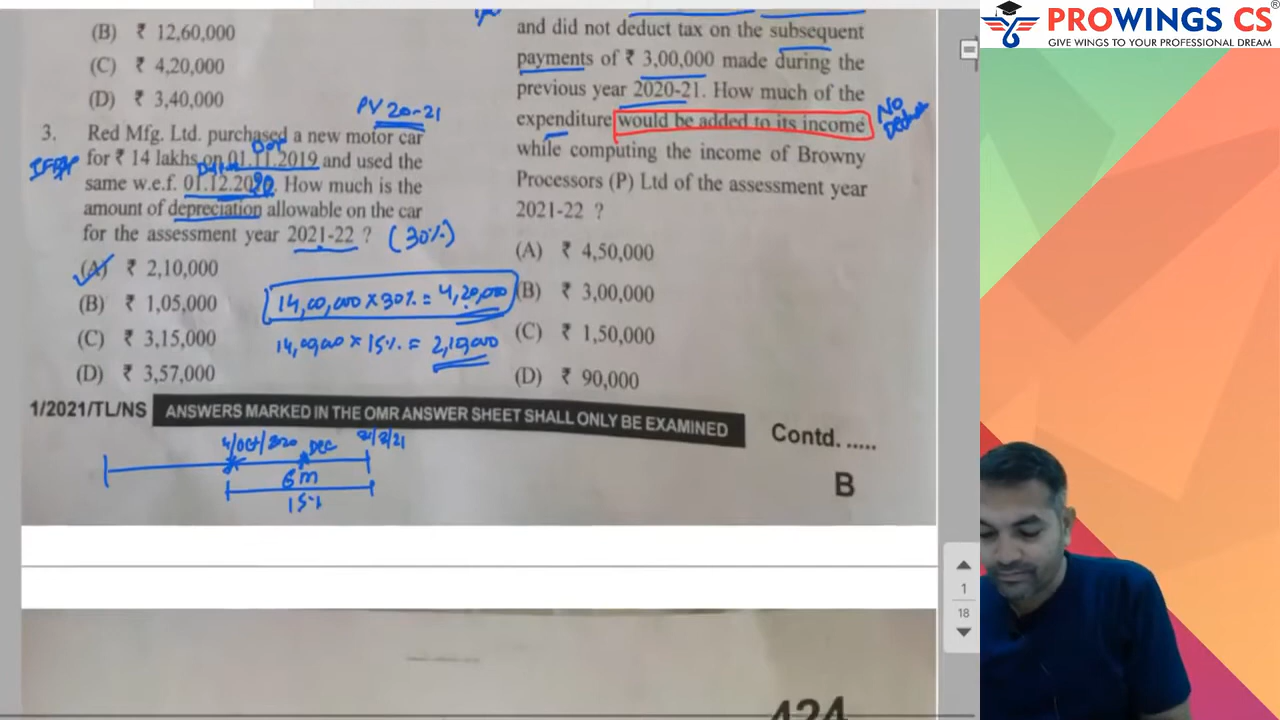 (B) ₹ 12,60,000
(C) ₹ 4,20,000
(D) ₹ 3,40,000
PY 20-21
3. Red Mfg. Ltd. purchased a new motor car
for ₹ 14 lakhs on 01.11.2019 and used the
same w.e.f. 01.12.2020. How much is the
amount of depreciation allowable on the car
for the assessment year 2021-22 ? (30%)
(A) ₹ 2,10,000
(B) ₹ 1,05,000
(C) ₹ 3,15,000
(D) ₹ 3,57,000
14,00,000 x 30% = 4,20,000
14,00,000 x 15% = 2,10,000
and did not deduct tax on the subsequent
payments of ₹ 3,00,000 made during the
previous year 2020-21. How much of the
expenditure would be added to its income
No
while computing the income of Browny
Processors (P) Ltd of the assessment year
2021-22 ?
(A) ₹ 4,50,000
(B) ₹ 3,00,000
(C) ₹ 1,50,000
(D) ₹ 90,000
1/2021/TL/NS ANSWERS MARKED IN THE OMR ANSWER SHEET SHALL ONLY BE EXAMINED
Contd. .....
DEC
6m
15%
B
424
PROWINGS CS®
GIVE WINGS TO YOUR PROFESSIONAL DREAM
1
18